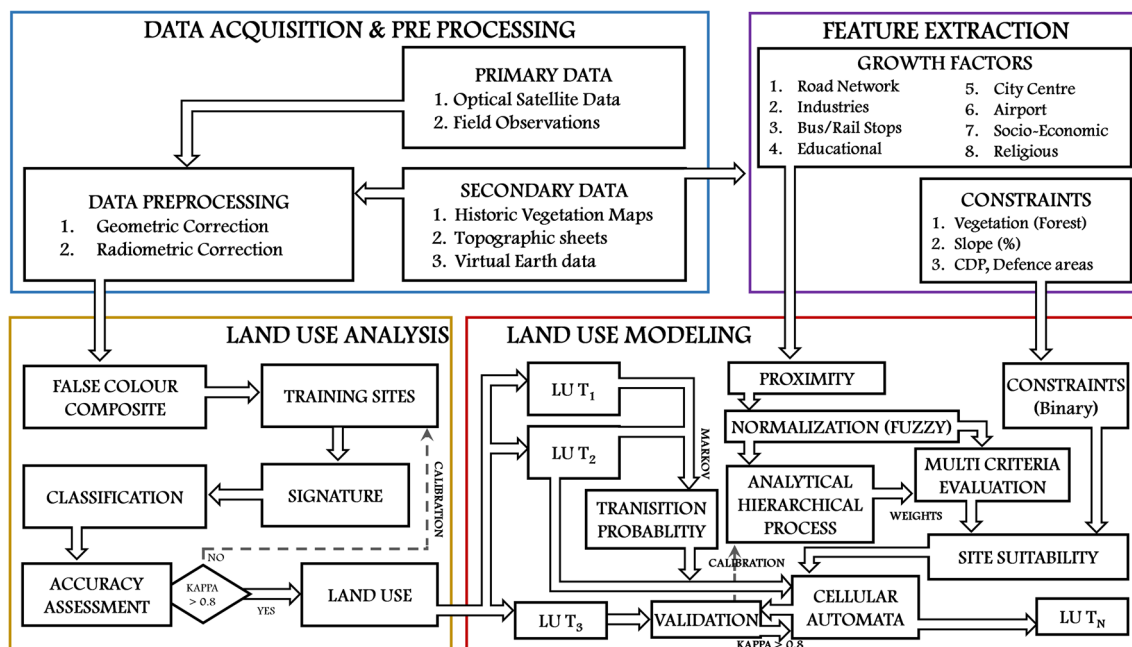 DATA ACQUISITION & PRE PROCESSING
PRIMARY DATA
1. Optical Satellite Data
2. Field Observations
DATA PREPROCESSING
1. Geometric Correction
2. Radiometric Correction
SECONDARY DATA
1. Historic Vegetation Maps
2. Topographic sheets
3. Virtual Earth data
FEATURE EXTRACTION
GROWTH FACTORS
1. Road Network
2. Industries
3. Bus/Rail Stops
4. Educational
5. City Centre
6. Airport
7. Socio-Economic
8. Religious
CONSTRAINTS
1. Vegetation (Forest)
2. Slope (%)
3. CDP, Defence areas
LAND USE ANALYSIS
FALSE COLOUR
COMPOSITE
TRAINING SITES
CLASSIFICATION
SIGNATURE
CALIBRATION
ACCURACY
ASSESSMENT
NO
KAPPA
> 0.8
YES
LAND USE
LAND USE MODELING
LU T1
LU T2
MARKOV
TRANISITION
PROBABLITIY
PROXIMITY
NORMALIZATION (FUZZY)
ANALYTICAL
HIERARCHICAL
PROCESS
WEIGHTS
MULTI CRITERIA
EVALUATION
CONSTRAINTS
(Binary)
SITE SUITABILITY
CALIBRATION
LU T3
VALIDATION
KAPPA > 0.8
CELLULAR
AUTOMATA
LU TN